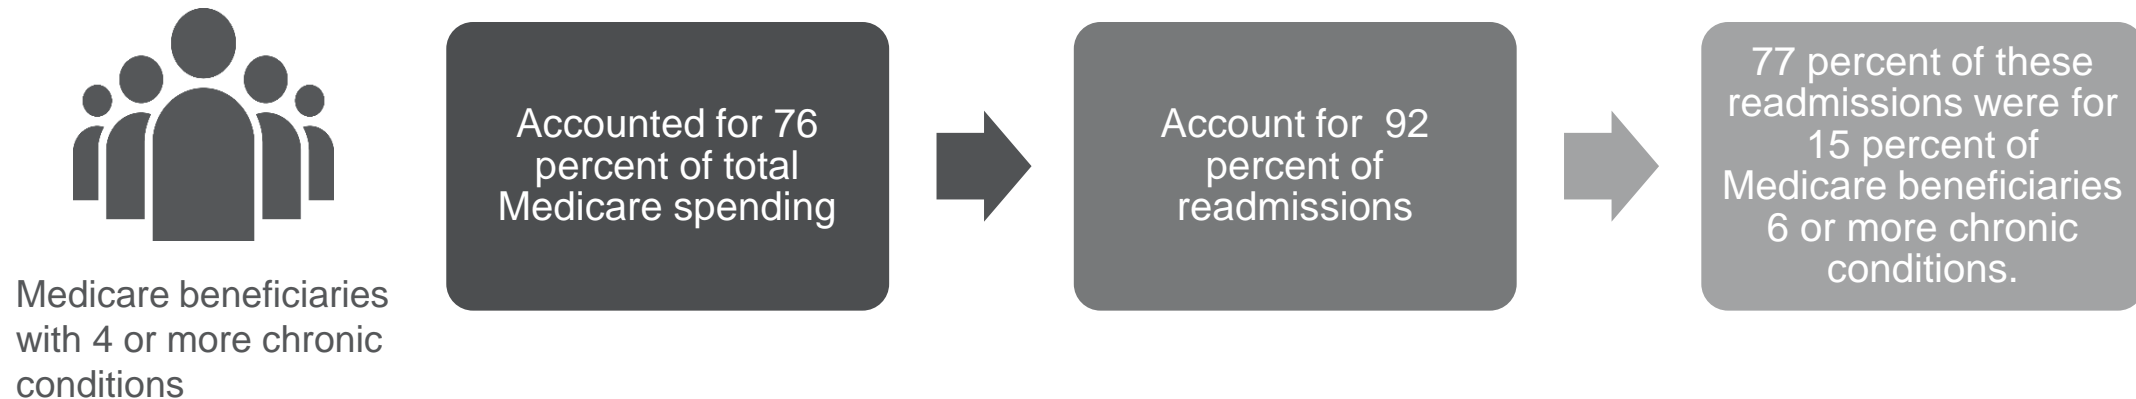 Medicare beneficiaries
with 4 or more chronic
conditions
Accounted for 76
percent of total
Medicare spending
Account for  92
percent of
readmissions
77 percent of these
readmissions were for
15 percent of
Medicare beneficiaries
6 or more chronic
conditions.